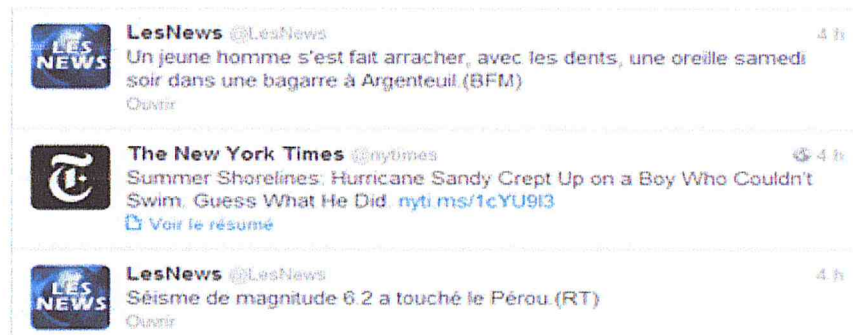 LES
NEWS
LesNews @LesNews 4 h
Un jeune homme s'est fait arracher, avec les dents, une oreille samedi
soir dans une bagarre à Argenteuil.(BFM)
Ouvrir
The New York Times @nytimes 4 h
Summer Shorelines: Hurricane Sandy Crept Up on a Boy Who Couldn't
Swim. Guess What He Did. nyti.ms/1cYU9I3
Voir le résumé
LES
NEWS
LesNews @LesNews 4 h
Séisme de magnitude 6.2 a touché le Pérou.(RT)
Ouvrir